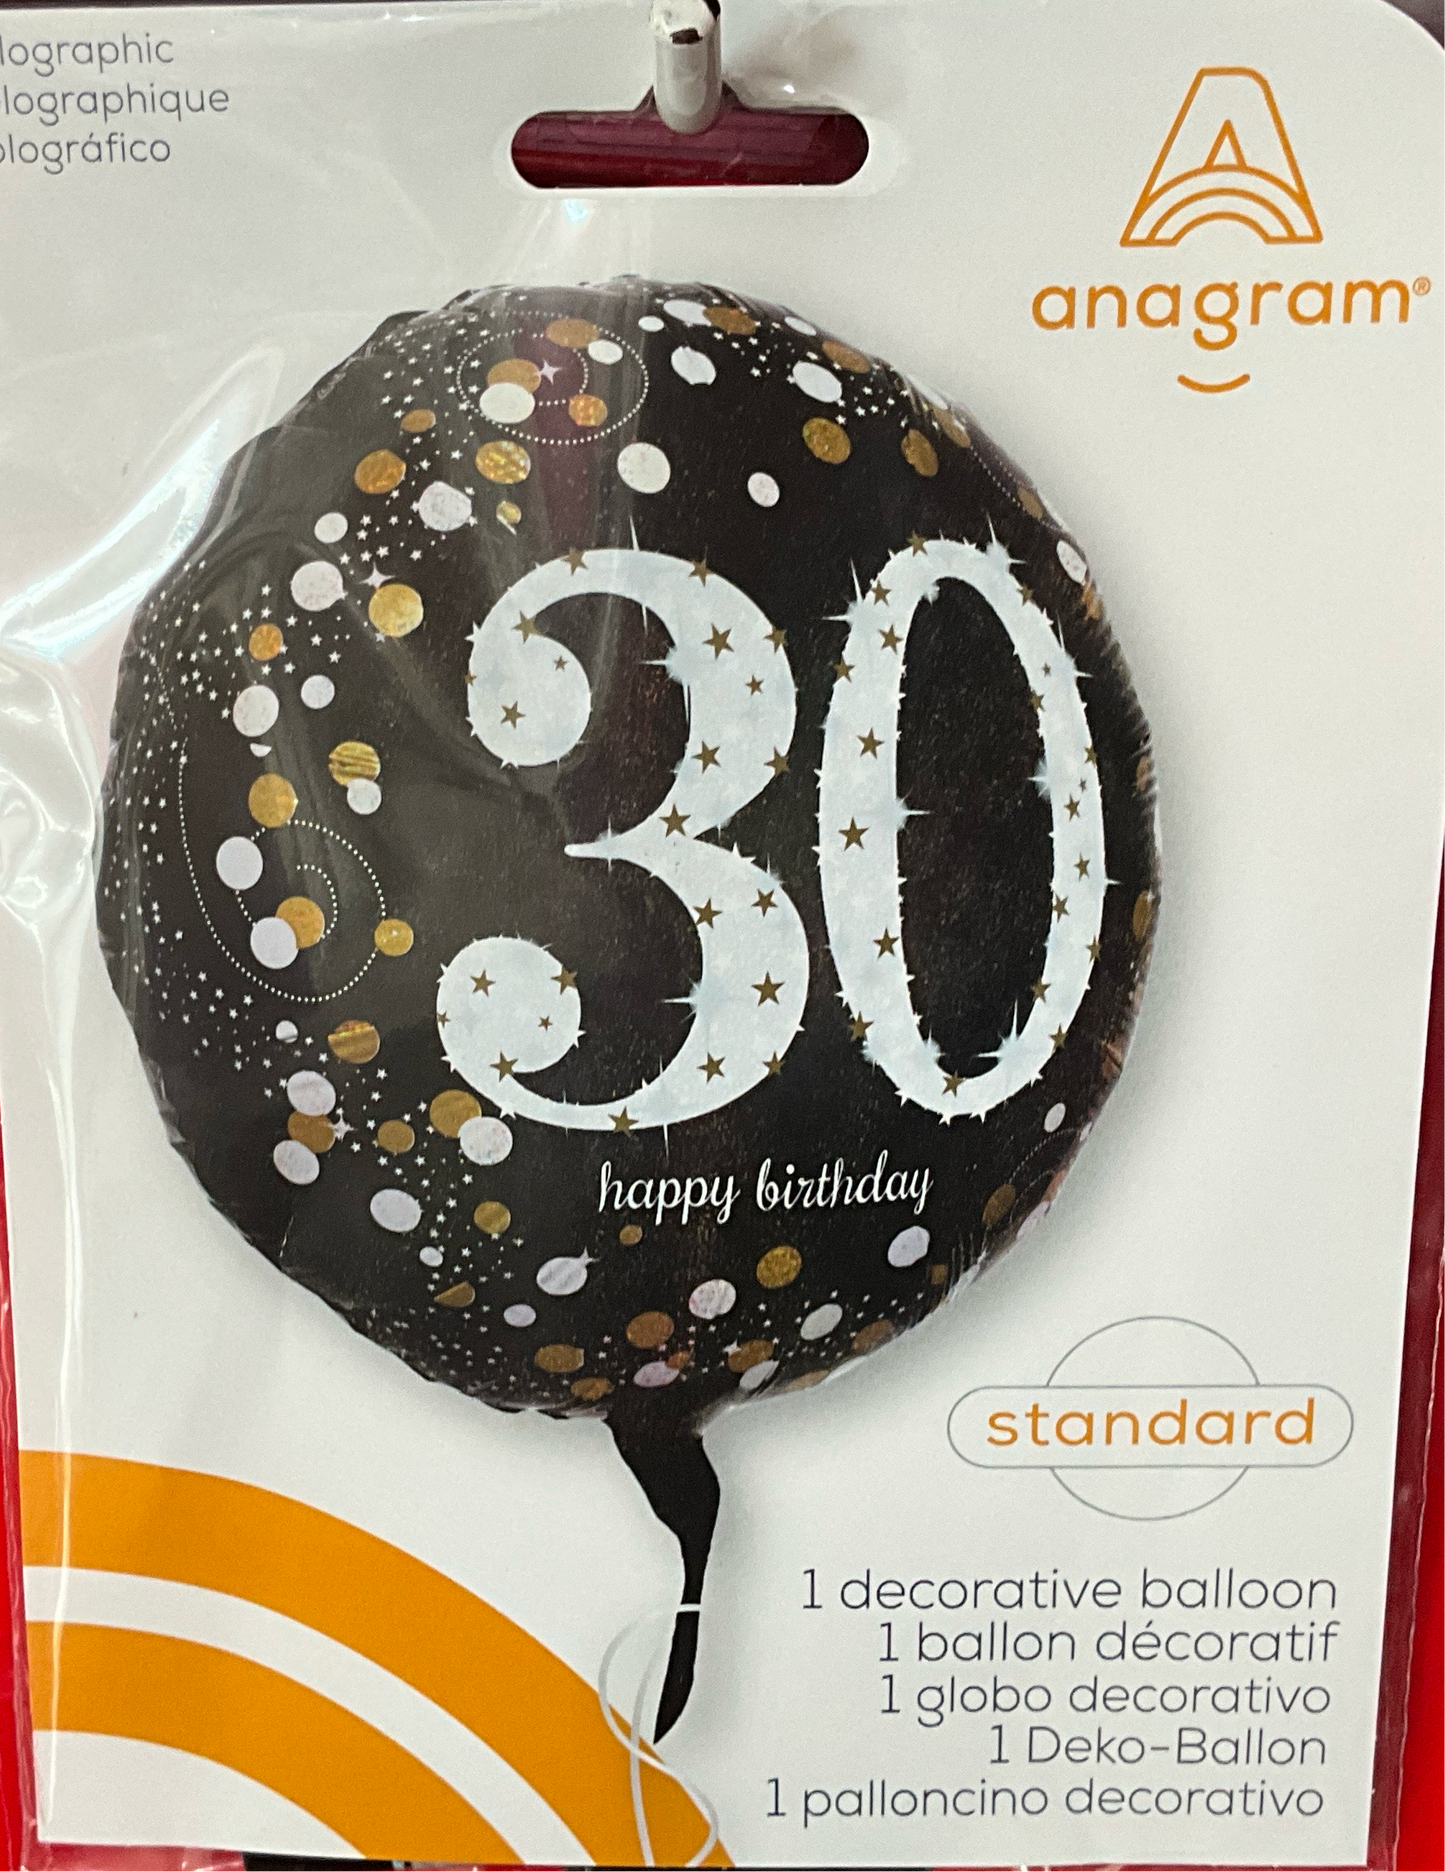 lographic
lographique
olográfico
anagram®
30
happy birthday
standard
1 decorative balloon
1 ballon décoratif
1 globo decorativo
1 Deko-Ballon
1 palloncino decorativo